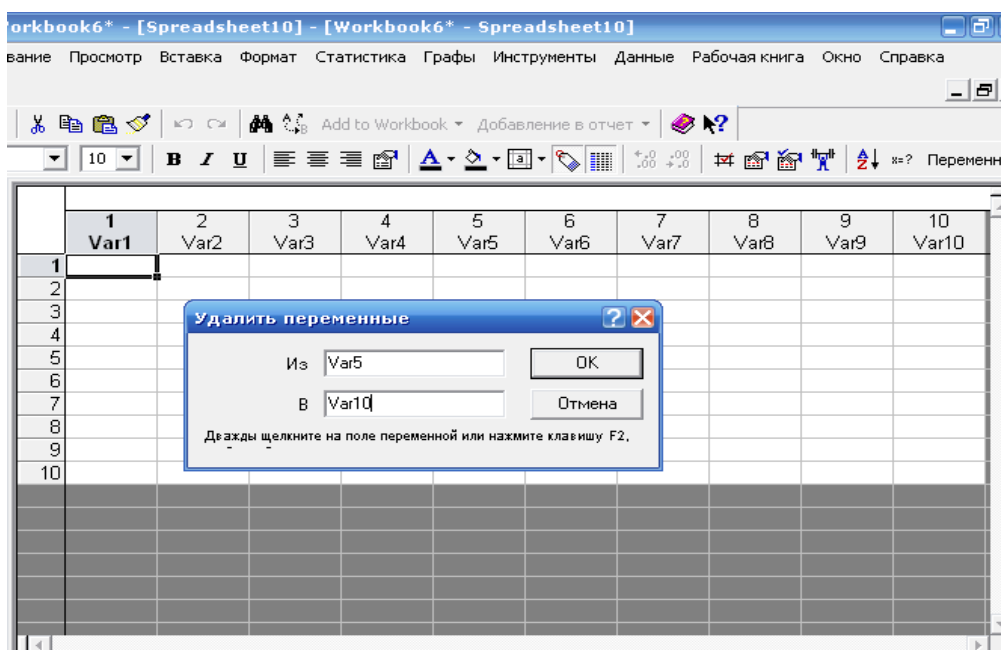 orkbook6* - [Spreadsheet10] - [Workbook6* - Spreadsheet10]
вание Просмотр Вставка Формат Статистика Графы Инструменты Данные Рабочая книга Окно Справка
Add to Workbook Добавление в отчет
10 B I U A a x=? Переменн
1 2 3 4 5 6 7 8 9 10
Var1 Var2 Var3 Var4 Var5 Var6 Var7 Var8 Var9 Var10
1
2
3
Удалить переменные
4
5
Из Var5 OK
6
7
В Var10 Отмена
8
Дважды щелкните на поле переменной или нажмите клавишу F2,
9
10